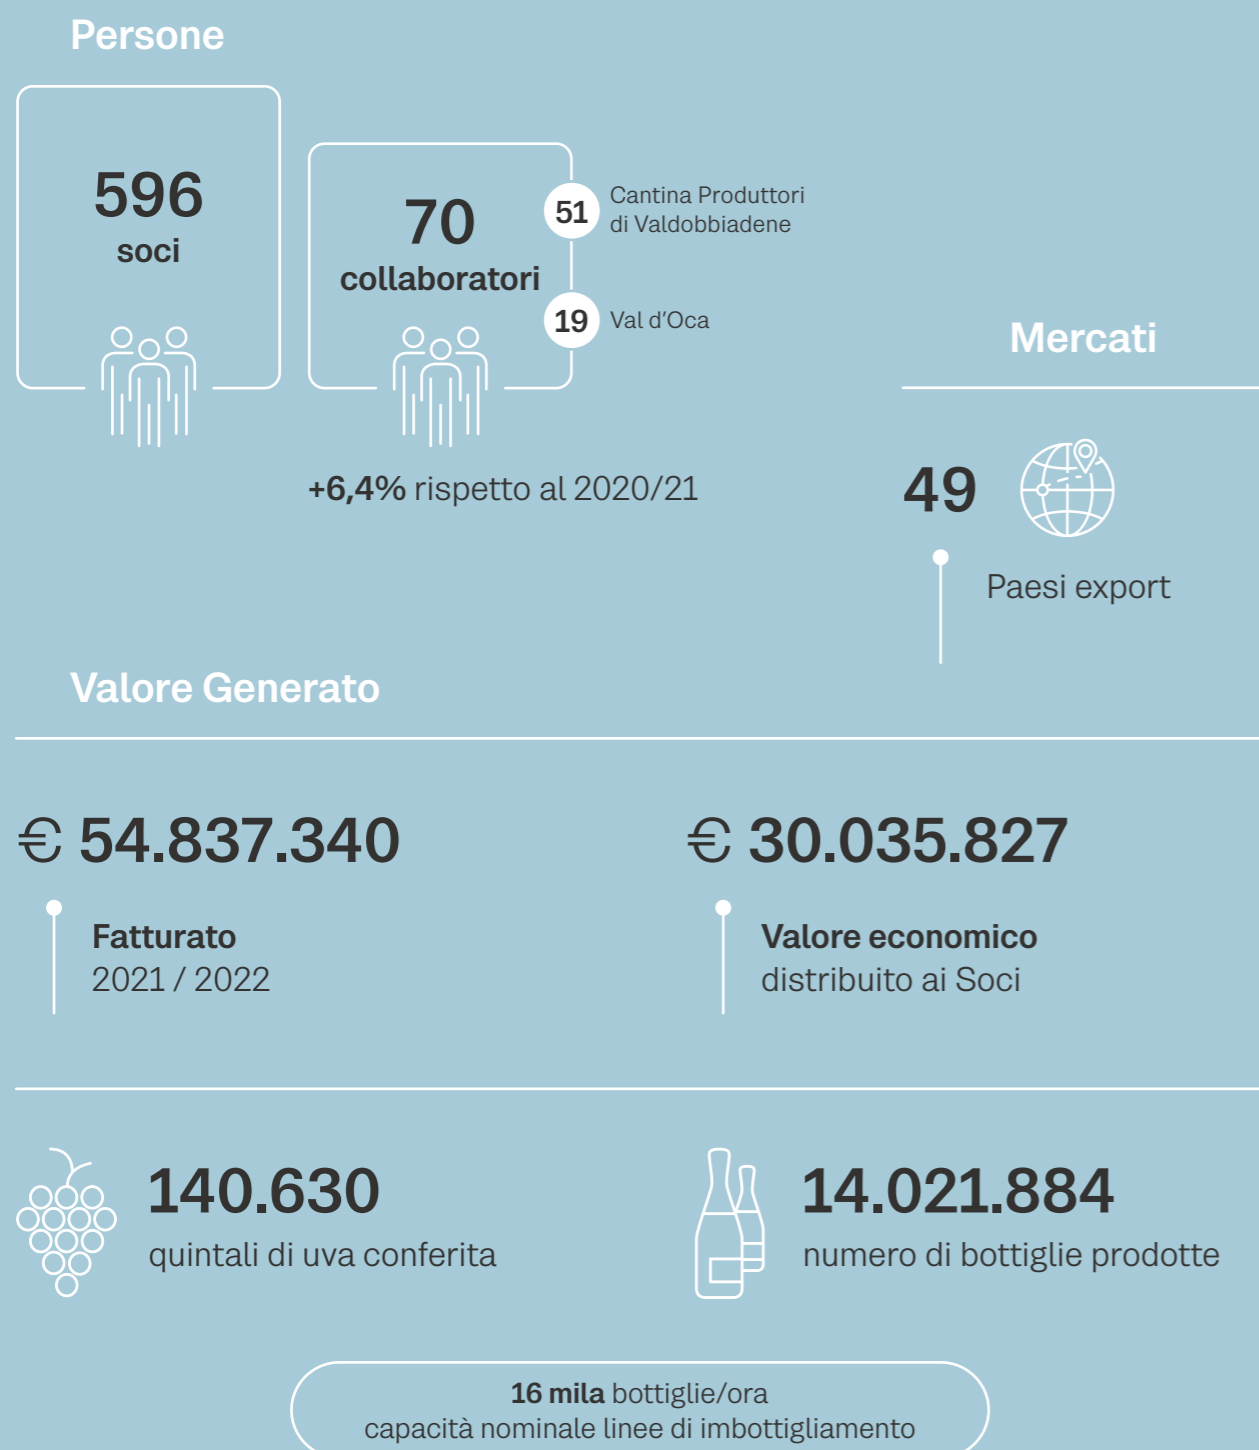 Persone
596
soci
70
collaboratori
51
Cantina Produttori
di Valdobbiadene
19 Val d'Oca
+6,4% rispetto al 2020/21
Mercati
49
Paesi export
Valore Generato
€ 54.837.340
Fatturato
2021 / 2022
€ 30.035.827
Valore economico
distribuito ai Soci
140.630
quintali di uva conferita
14.021.884
numero di bottiglie prodotte
16 mila bottiglie/ora
capacità nominale linee di imbottigliamento